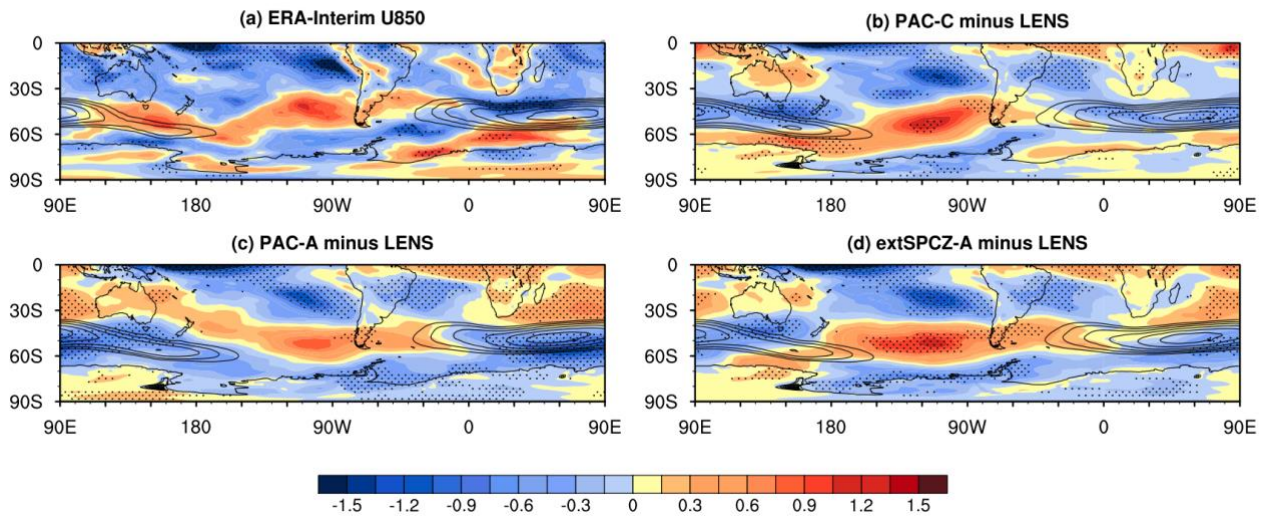 (a) ERA-Interim U850
(b) PAC-C minus LENS
0
30S
60S
90S
90E 180 90W 0 90E
0
30S
60S
90S
90E 180 90W 0 90E
(c) PAC-A minus LENS
(d) extSPCZ-A minus LENS
0
30S
60S
90S
90E 180 90W 0 90E
0
30S
60S
90S
90E 180 90W 0 90E
-1.5 -1.2 -0.9 -0.6 -0.3 0 0.3 0.6 0.9 1.2 1.5